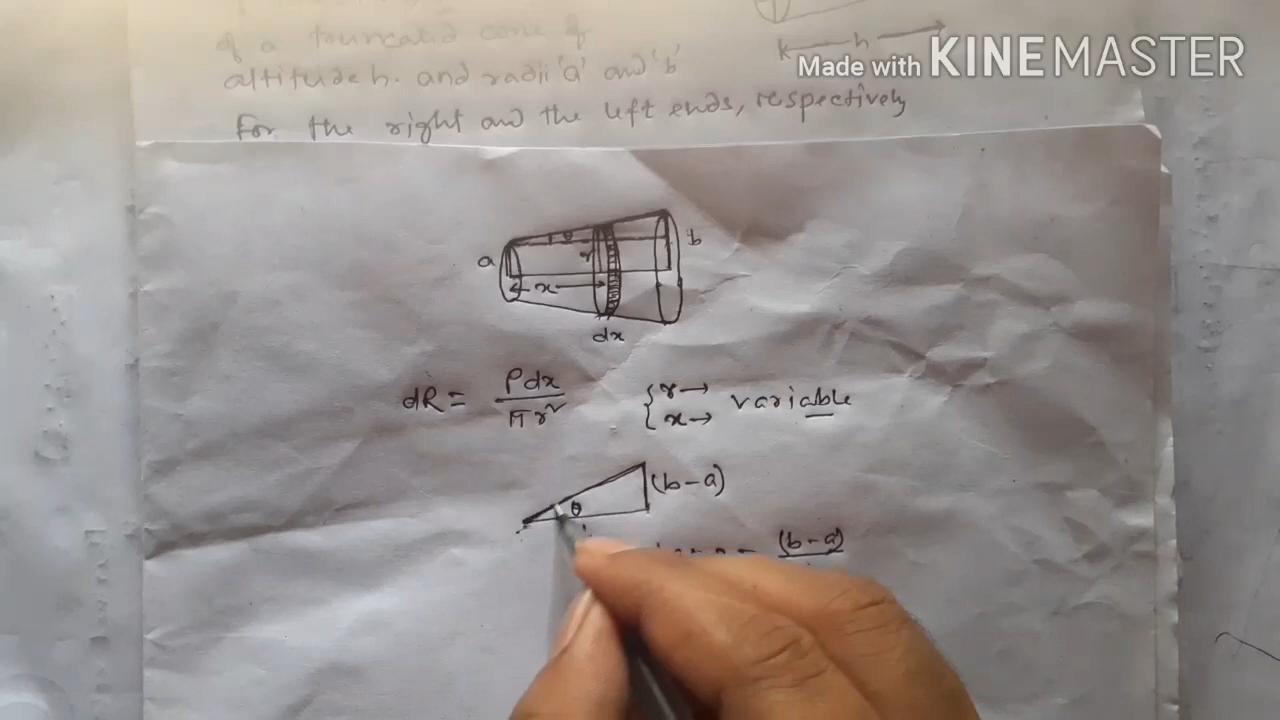 of a truncated cone of
altitude h. and radii 'a' and 'b'
for the right and the left ends, respectively
h
Made with KINEMASTER
θ
a
r
b
x
dx
dR = ρdx / πr²
{ r→ x→ variable
(b-a)
θ
(b-a)